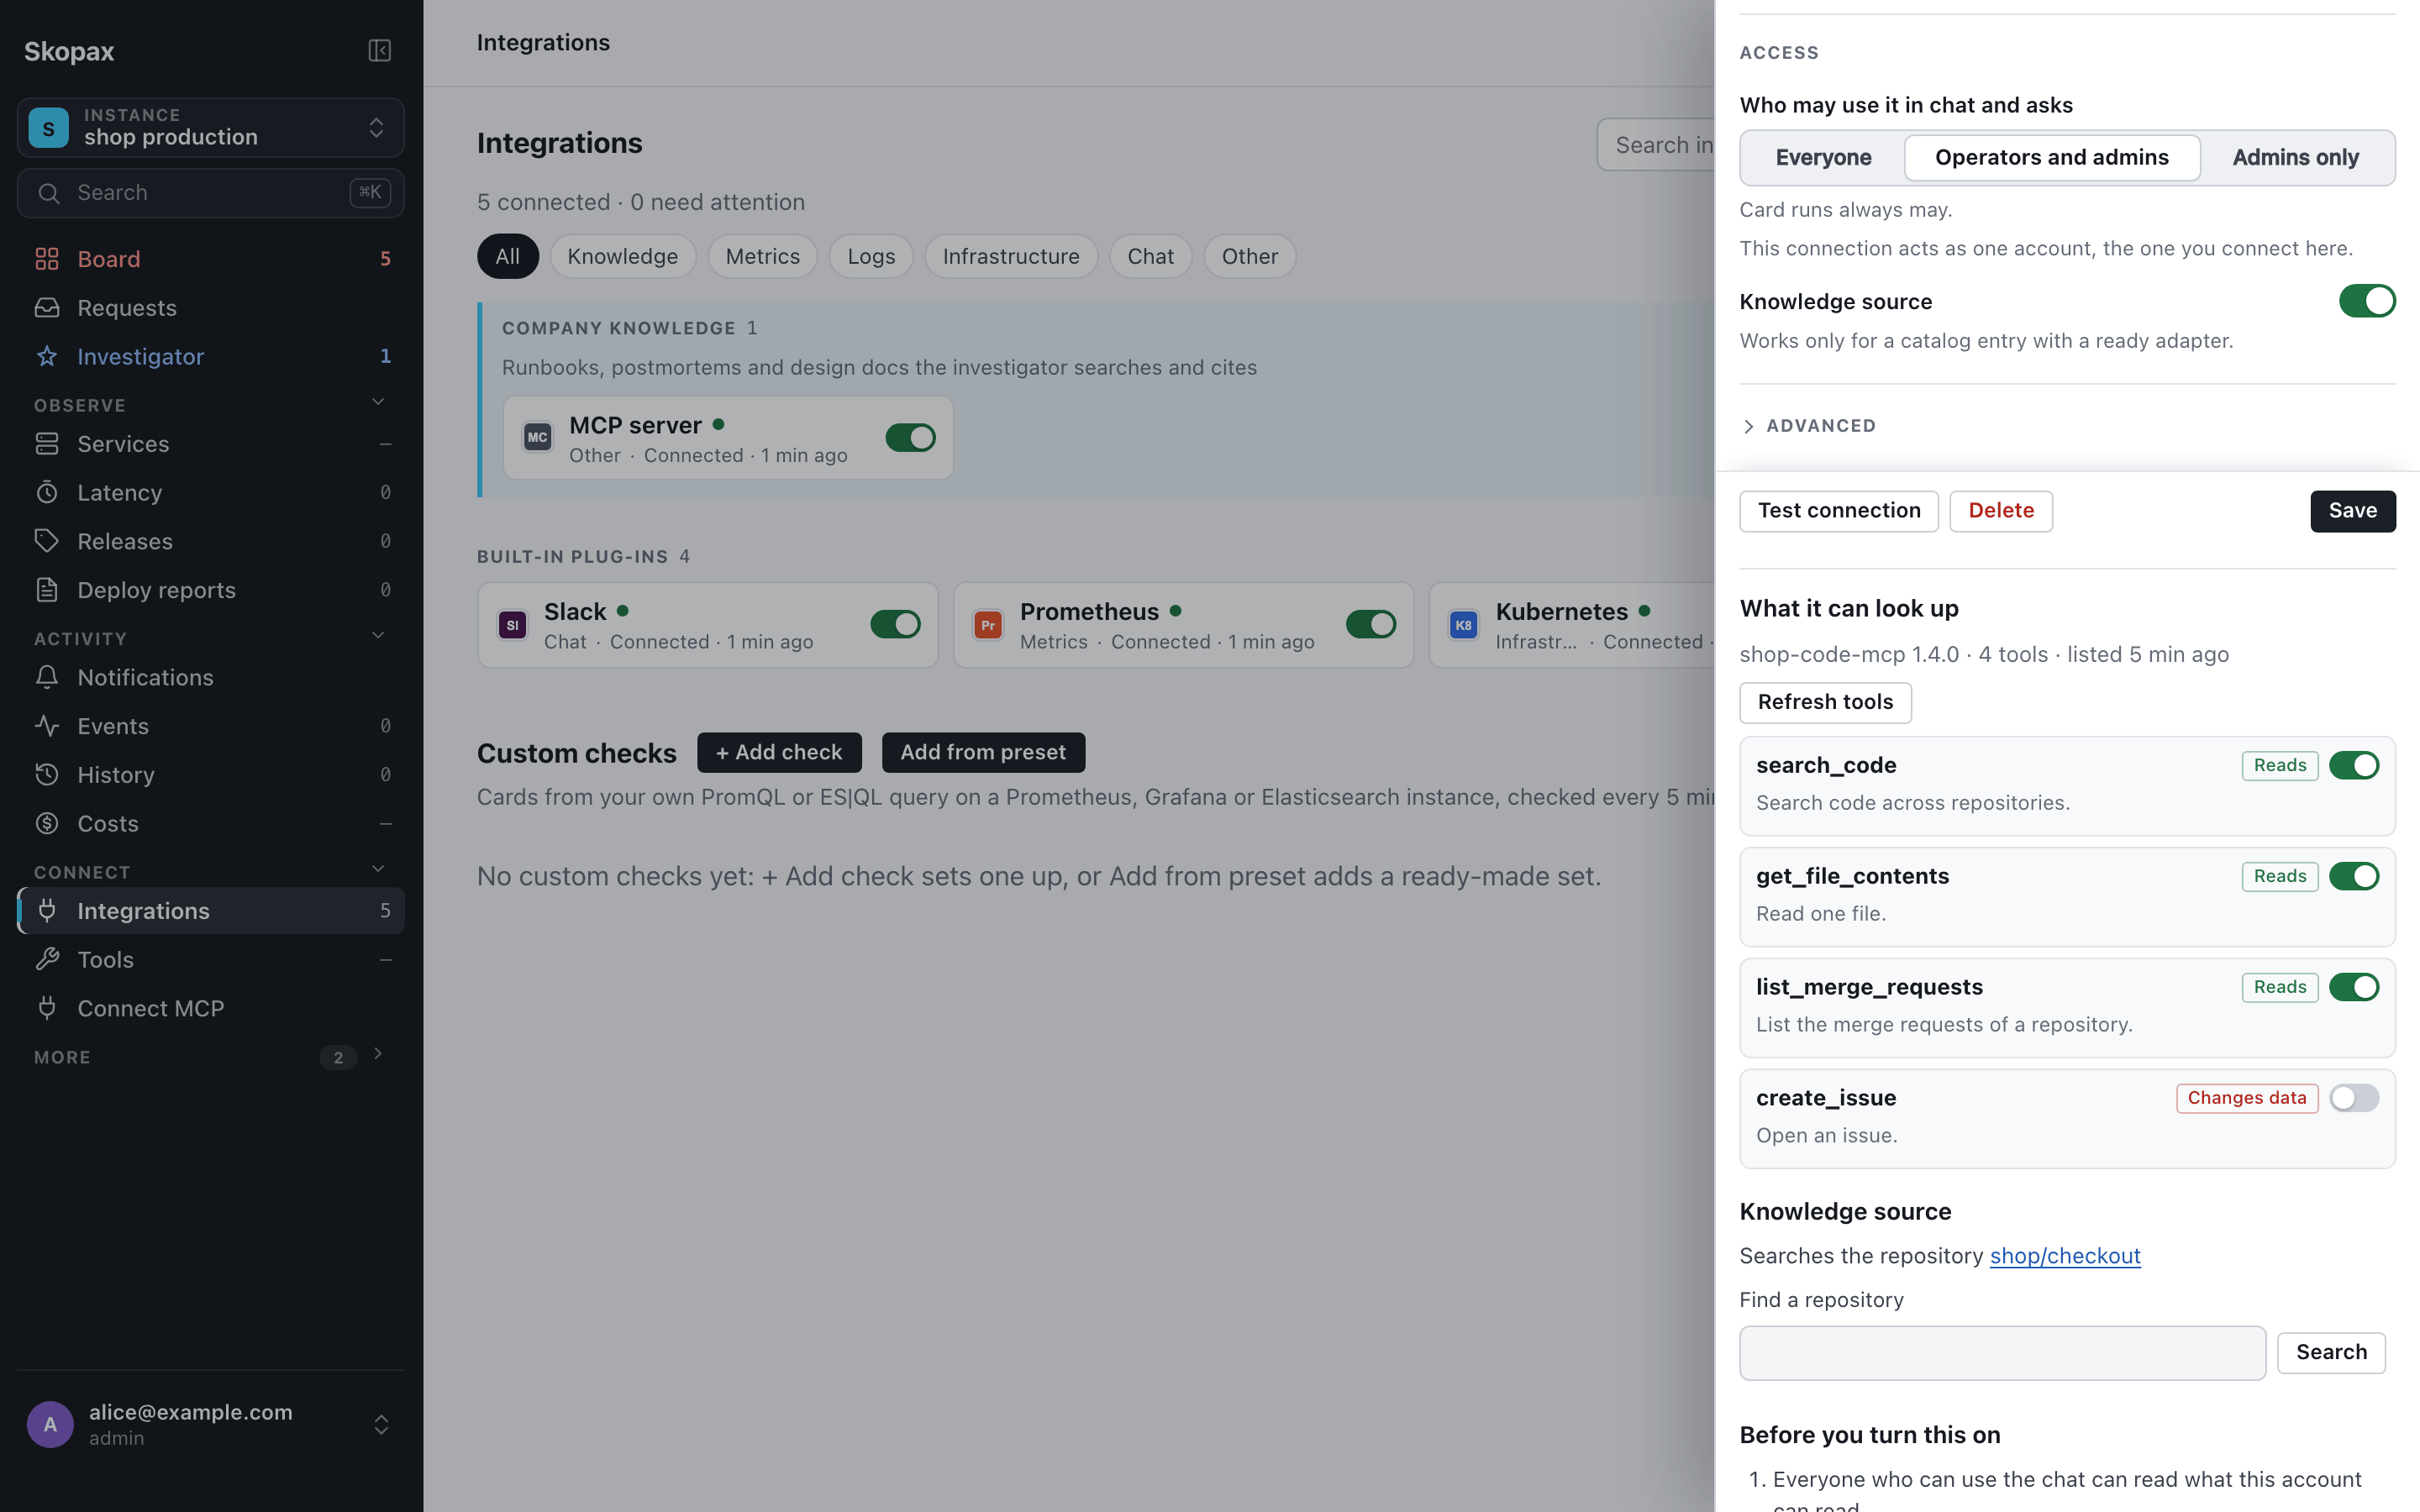 Skopax
S
INSTANCE
shop production
Search
⌘K
Board 5
Requests
Investigator 1
OBSERVE
Services –
Latency 0
Releases 0
Deploy reports 0
ACTIVITY
Notifications
Events 0
History 0
Costs –
CONNECT
Integrations 5
Tools –
Connect MCP
MORE 2
A
alice@example.com
admin
Integrations
Integrations
Search in
5 connected · 0 need attention
All Knowledge Metrics Logs Infrastructure Chat Other
COMPANY KNOWLEDGE 1
Runbooks, postmortems and design docs the investigator searches and cites
MC
MCP server
Other · Connected · 1 min ago
BUILT-IN PLUG-INS 4
Sl
Slack
Chat · Connected · 1 min ago
Pr
Prometheus
Metrics · Connected · 1 min ago
K8
Kubernetes
Infrastr... · Connected ·
Custom checks + Add check Add from preset
Cards from your own PromQL or ES|QL query on a Prometheus, Grafana or Elasticsearch instance, checked every 5 mi
No custom checks yet: + Add check sets one up, or Add from preset adds a ready-made set.
ACCESS
Who may use it in chat and asks
Everyone Operators and admins Admins only
Card runs always may.
This connection acts as one account, the one you connect here.
Knowledge source
Works only for a catalog entry with a ready adapter.
ADVANCED
Test connection Delete Save
What it can look up
shop-code-mcp 1.4.0 · 4 tools · listed 5 min ago
Refresh tools
search_code Reads
Search code across repositories.
get_file_contents Reads
Read one file.
list_merge_requests Reads
List the merge requests of a repository.
create_issue Changes data
Open an issue.
Knowledge source
Searches the repository shop/checkout
Find a repository
Search
Before you turn this on
1. Everyone who can use the chat can read what this account
can read